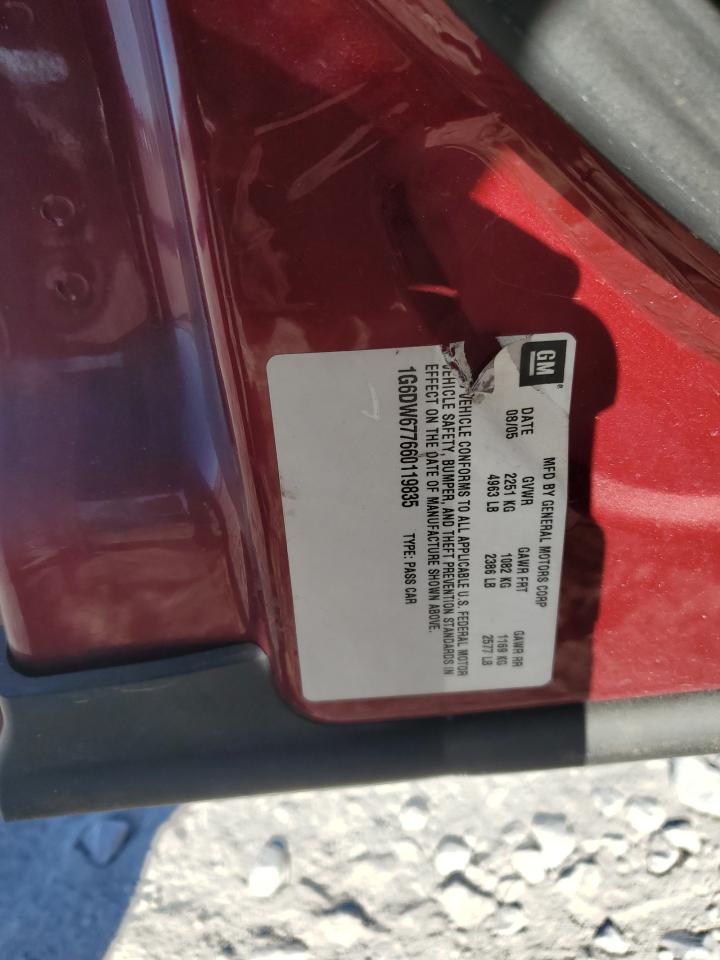 GM ®
MFD BY GENERAL MOTORS CORP
DATE GVWR GAWR FRT GAWR RR
08/05 2251 KG 1082 KG 1169 KG
4963 LB 2386 LB 2577 LB
VEHICLE CONFORMS TO ALL APPLICABLE U.S. FEDERAL MOTOR
VEHICLE SAFETY, BUMPER, AND THEFT PREVENTION STANDARDS IN
EFFECT ON THE DATE OF MANUFACTURE SHOWN ABOVE.
1G6DW677660119835 TYPE: PASS CAR